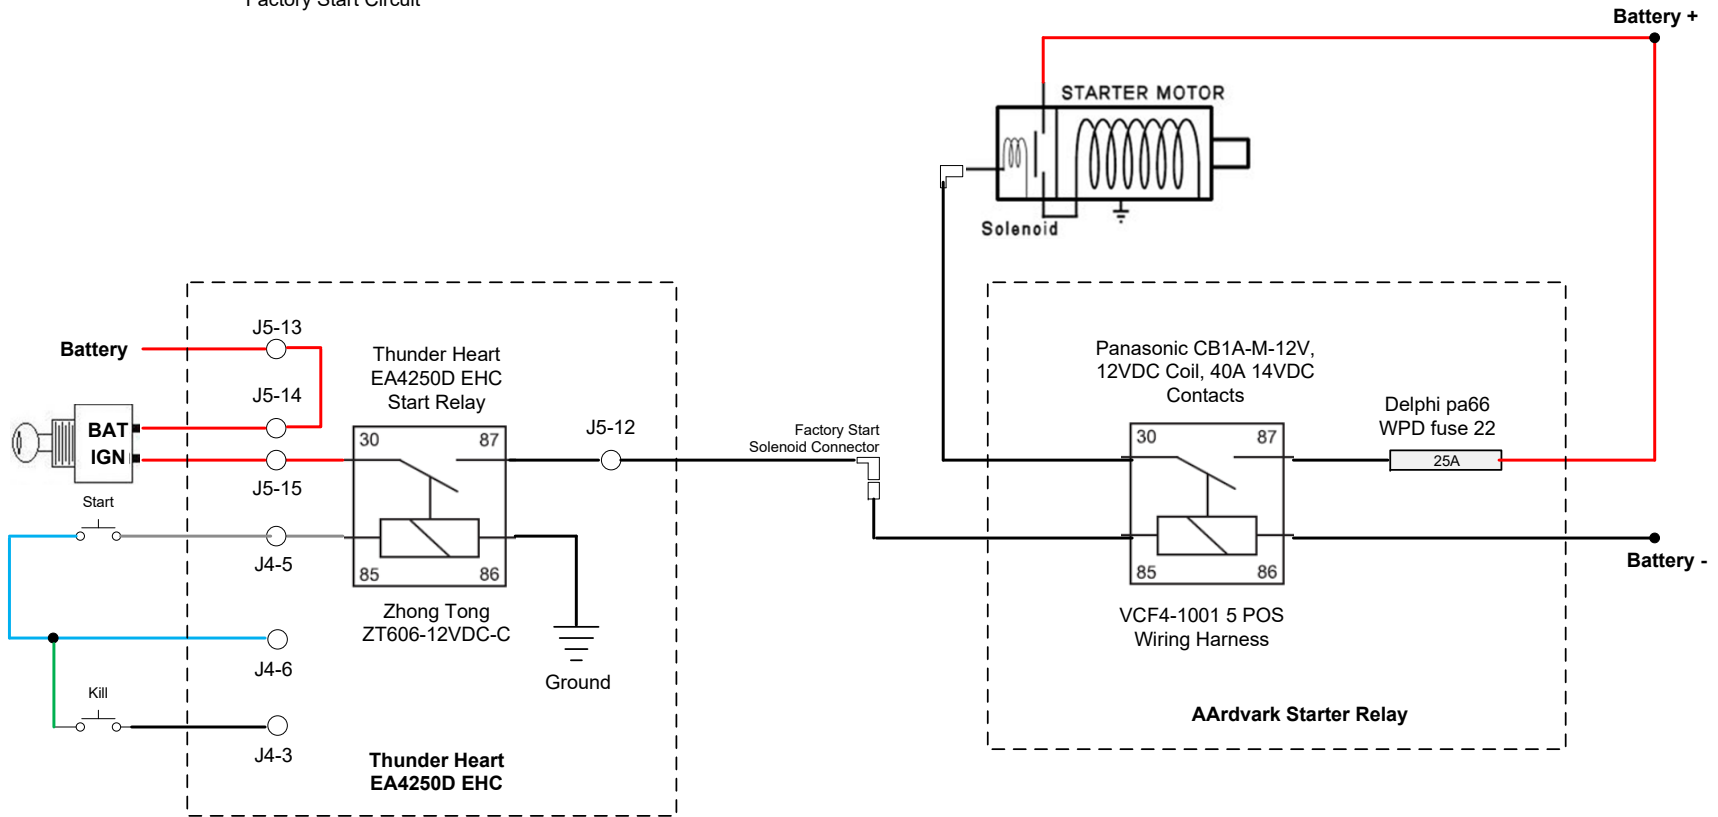 Factory Start Circuit
Battery +
STARTER MOTOR
Solenoid
Battery
J5-13
J5-14
BAT
IGN
J5-15
Thunder Heart
EA4250D EHC
Start Relay
30
87
85
86
J5-12
Start
J4-5
Zhong Tong
ZT606-12VDC-C
Ground
J4-6
Kill
J4-3
Thunder Heart
EA4250D EHC
Factory Start
Solenoid Connector
Panasonic CB1A-M-12V,
12VDC Coil, 40A 14VDC
Contacts
30
87
85
86
Delphi pa66
WPD fuse 22
25A
Battery -
VCF4-1001 5 POS
Wiring Harness
AArdvark Starter Relay